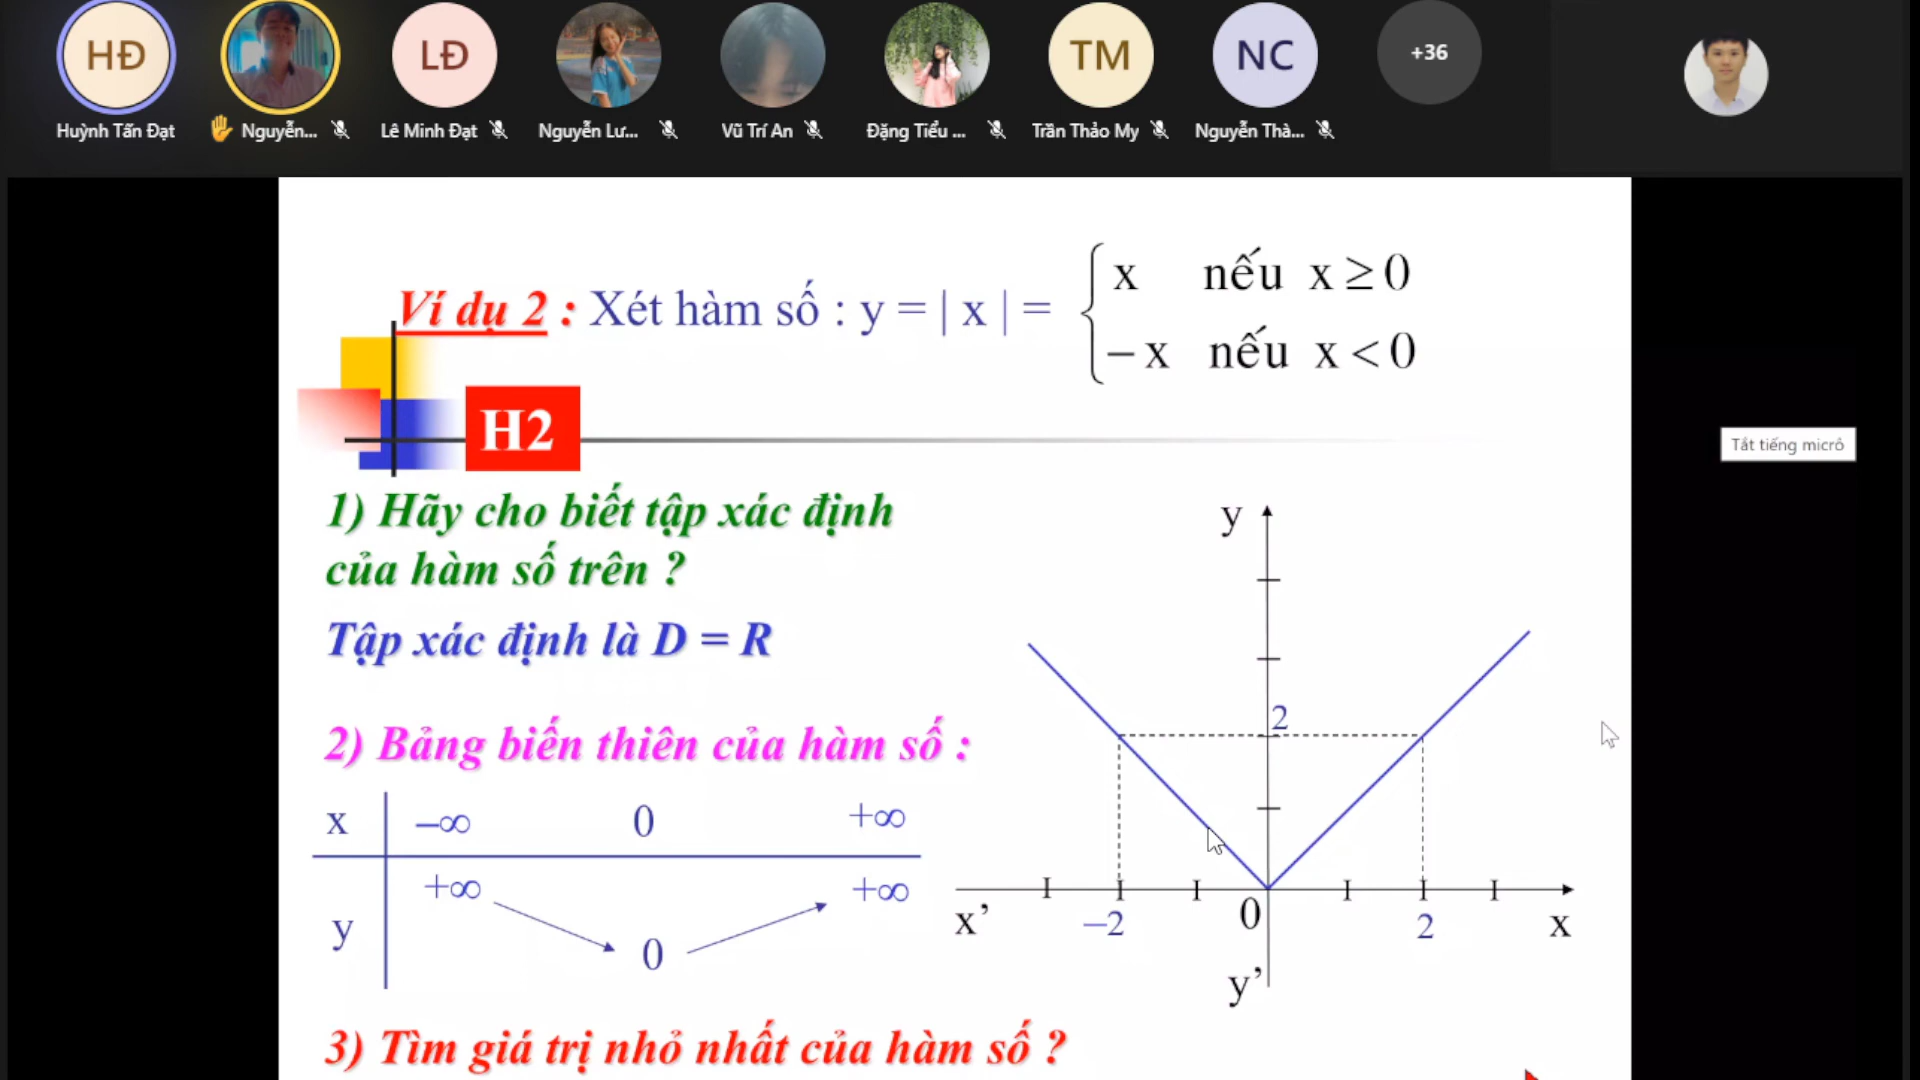 HĐ
LĐ
TM
NC
+36
Huỳnh Tấn Đạt
Nguyễn...
Lê Minh Đạt
Nguyễn Lư...
Vũ Trí An
Đặng Tiểu ...
Trần Thảo My
Nguyễn Thà...
Ví dụ 2 : Xét hàm số : y = | x | =
x nếu x ≥ 0
– x nếu x < 0
H2
Tắt tiếng micrô
1) Hãy cho biết tập xác định
của hàm số trên ?
Tập xác định là D = R
2) Bảng biến thiên của hàm số :
x –∞ 0 +∞
y +∞ 0 +∞
y
2
x’ –2 0 2 x
y’
3) Tìm giá trị nhỏ nhất của hàm số ?